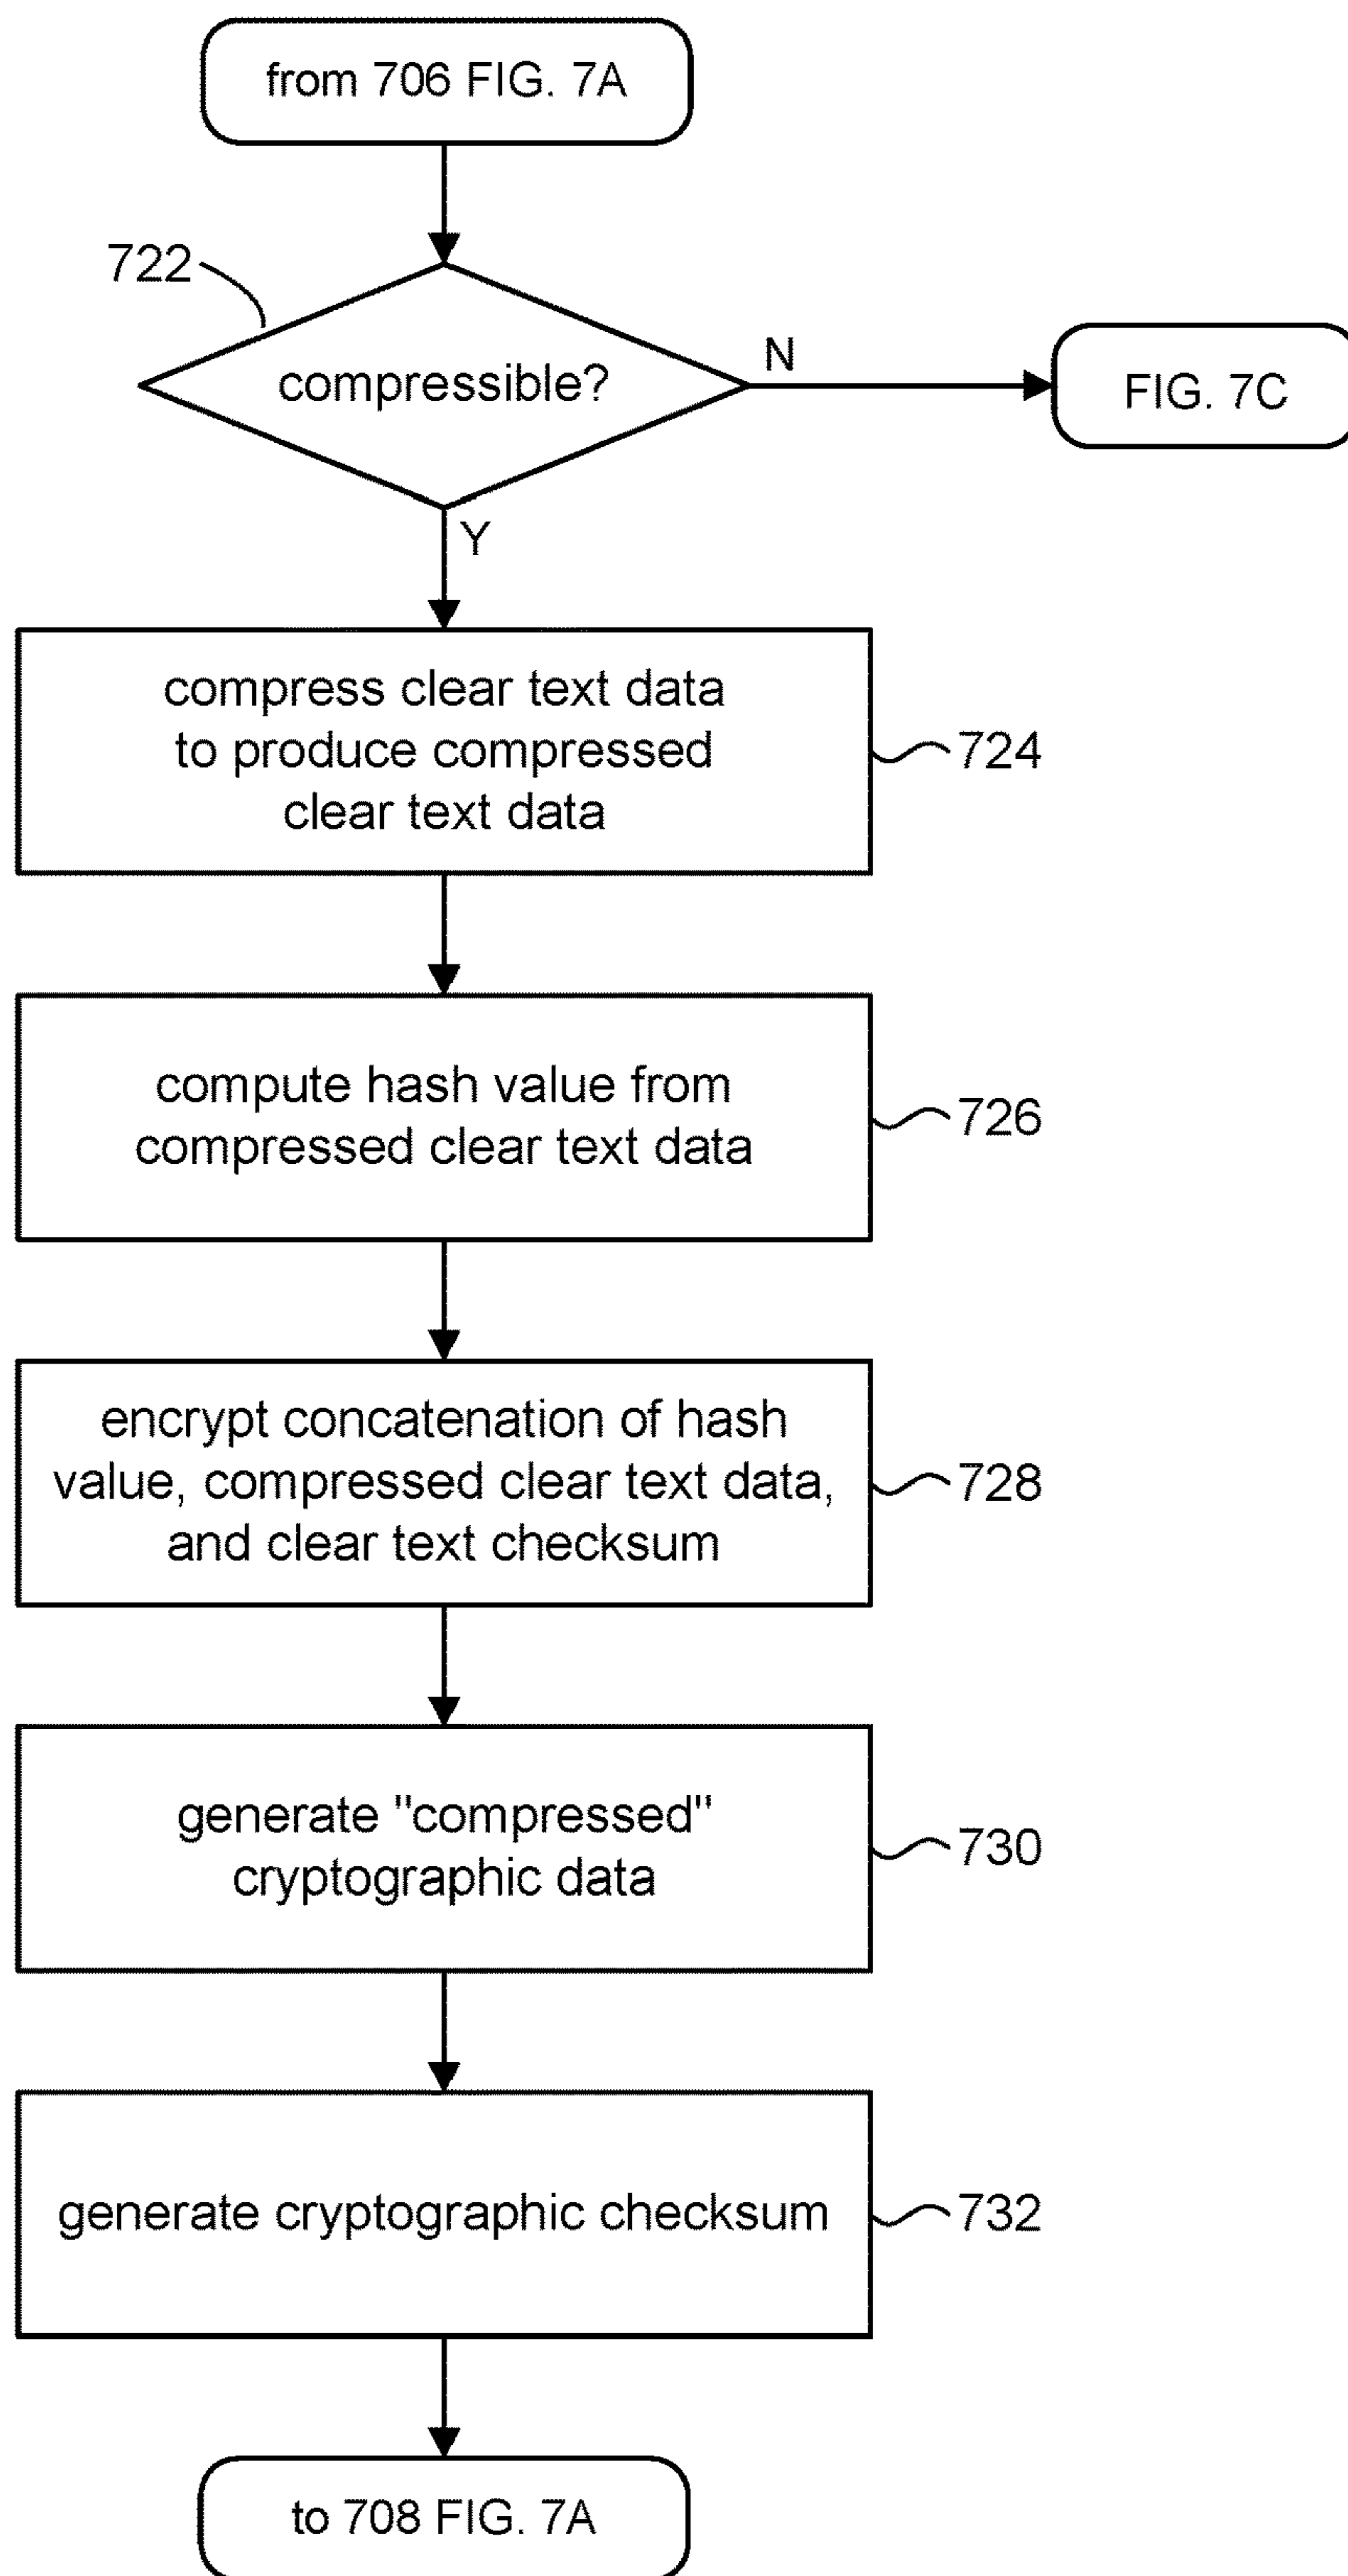 from 706 FIG. 7A
722
compressible?
N
FIG. 7C
Y
compress clear text data
to produce compressed
clear text data
724
compute hash value from
compressed clear text data
726
encrypt concatenation of hash
value, compressed clear text data,
and clear text checksum
728
generate "compressed"
cryptographic data
730
generate cryptographic checksum
732
to 708 FIG. 7A